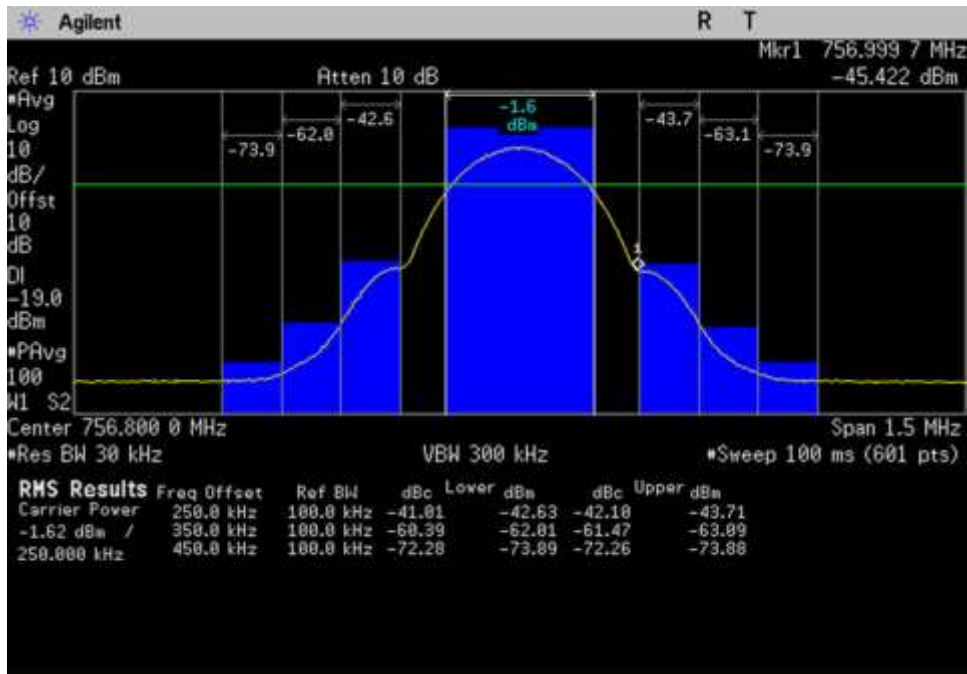 Agilent R T
Mkr1 756.999 7 MHz
Ref 10 dBm Atten 10 dB -45.422 dBm
#Avg
Log
10
dB/
Offst
10
dB
DI
-19.0
dBm
#PAvg
100
W1 S2
-73.9
-62.0
-42.6
-1.6
dBm
-43.7
-63.1
-73.9
1
Center 756.800 0 MHz Span 1.5 MHz
#Res BW 30 kHz VBW 300 kHz #Sweep 100 ms (601 pts)
RMS Results Freq Offset Ref BW dBc Lower dBm dBc Upper dBm
Carrier Power 250.0 kHz 100.0 kHz -41.01 -42.63 -42.10 -43.71
-1.62 dBm / 350.0 kHz 100.0 kHz -60.39 -62.01 -61.47 -63.09
250.000 kHz 450.0 kHz 100.0 kHz -72.28 -73.89 -72.26 -73.88